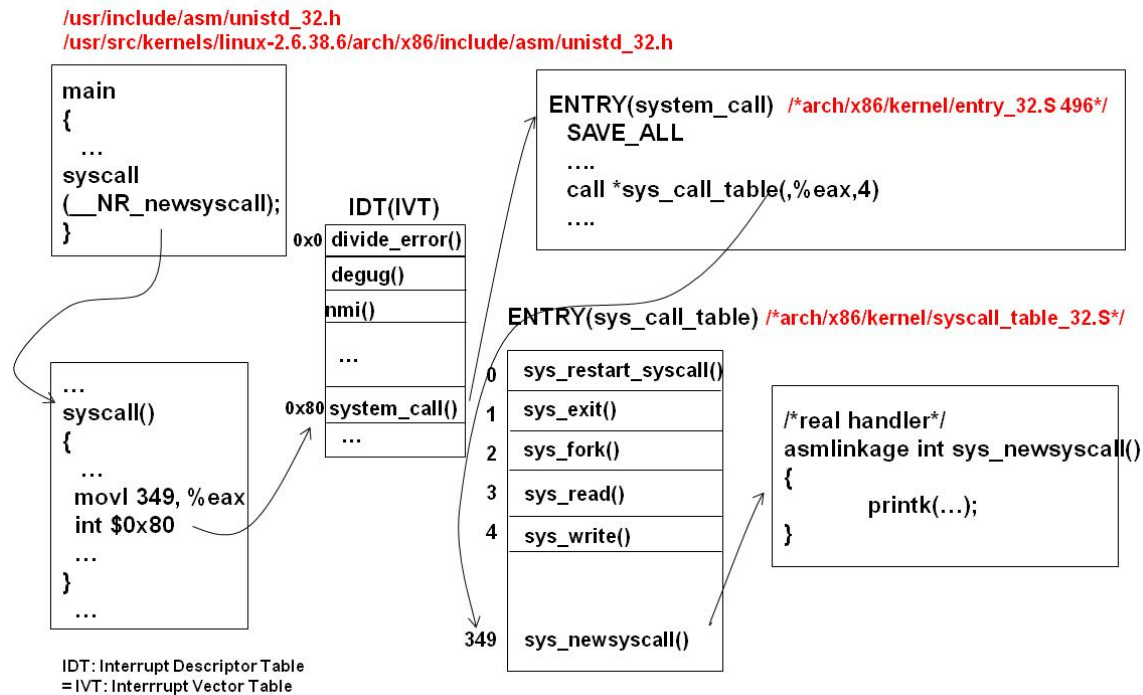 /usr/include/asm/unistd_32.h
/usr/src/kernels/linux-2.6.38.6/arch/x86/include/asm/unistd_32.h
main
{
...
syscall
(__NR_newsyscall);
}
...
syscall()
{
...
movl 349, %eax
int $0x80
...
}
...
IDT(IVT)
0x0 divide_error()
degug()
nmi()
...
0x80 system_call()
...
ENTRY(system_call) /*arch/x86/kernel/entry_32.S 496*/
SAVE_ALL
....
call *sys_call_table(,%eax,4)
....
ENTRY(sys_call_table) /*arch/x86/kernel/syscall_table_32.S*/
0 sys_restart_syscall()
1 sys_exit()
2 sys_fork()
3 sys_read()
4 sys_write()
349 sys_newsyscall()
/*real handler*/
asmlinkage int sys_newsyscall()
{
printk(...);
}
IDT: Interrupt Descriptor Table
= IVT: Interrrupt Vector Table